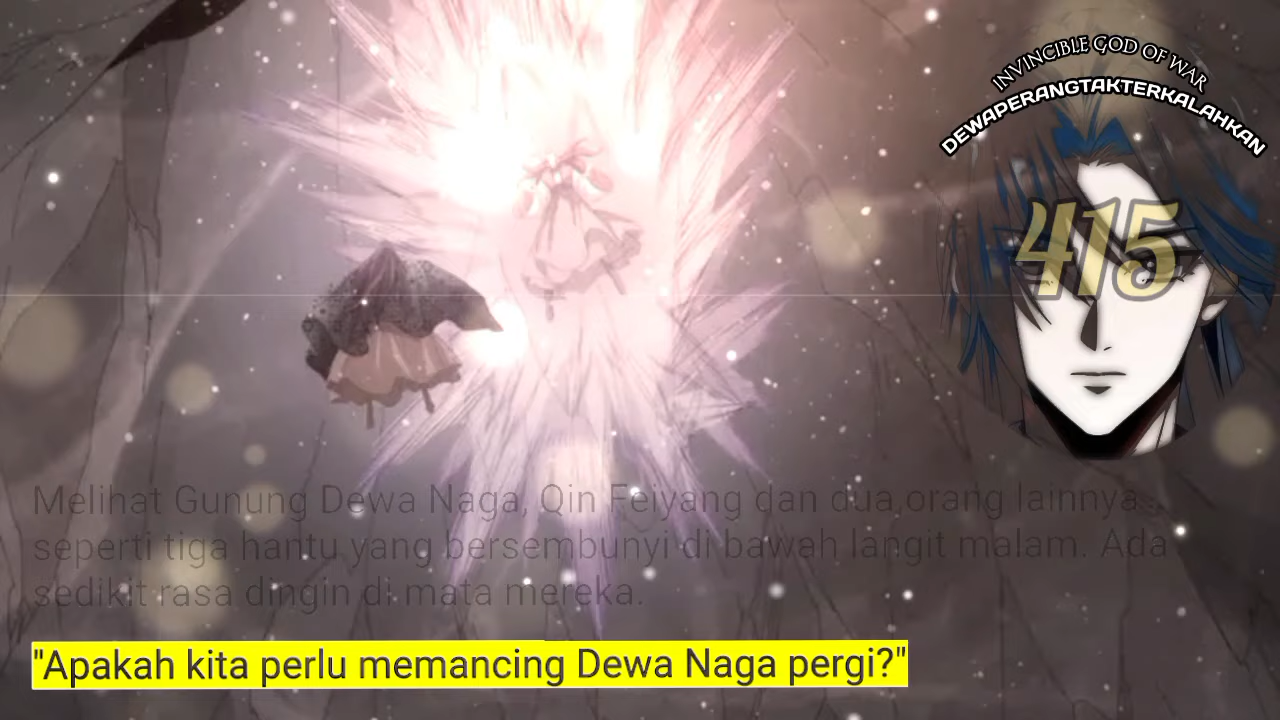 INVINCIBLE GOD OF WAR
DEWAPERANGTAKTERKALAHKAN
415
Melihat Gunung Dewa Naga, Qin Feiyang dan dua orang lainnya
seperti tiga hantu yang bersembunyi di bawah langit malam. Ada
sedikit rasa dingin di mata mereka.
"Apakah kita perlu memancing Dewa Naga pergi?"